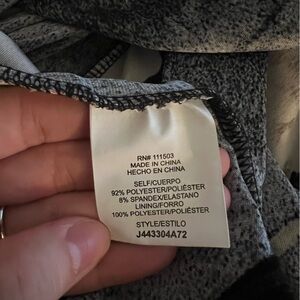 RN# 111503
MADE IN CHINA
HECHO EN CHINA
SELF/CUERPO
92% POLYESTER/POLIÉSTER
8% SPANDEX/ELASTANO
LINING/FORRO
100% POLYESTER/POLIÉSTER
STYLE/ESTILO
J443304A72